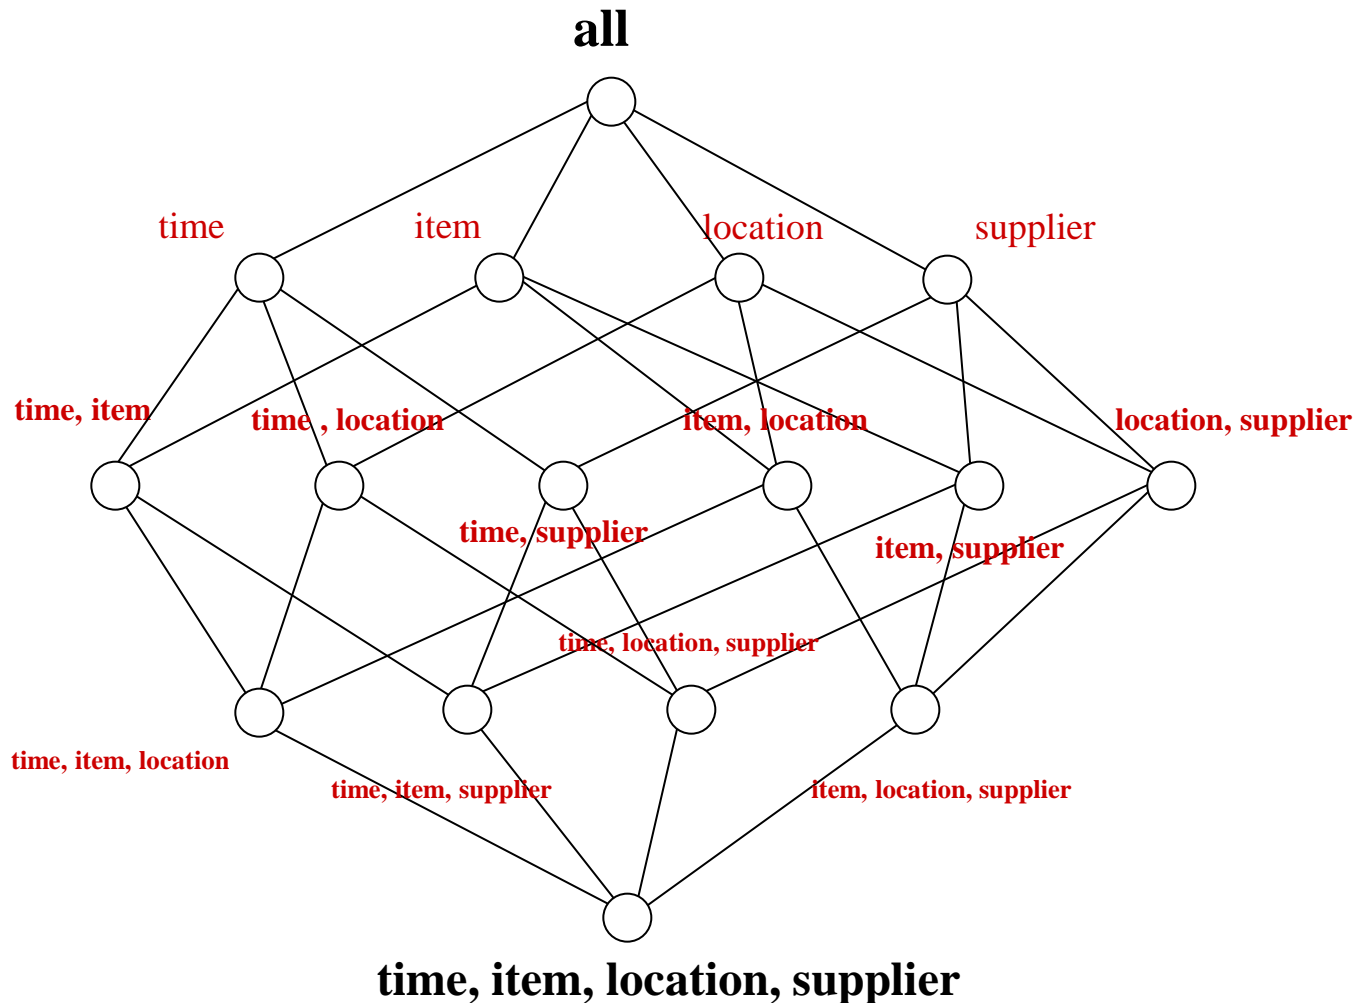 all
time
item
location
supplier
time, item
time , location
item, location
location, supplier
time, supplier
item, supplier
time, location, supplier
time, item, location
time, item, supplier
item, location, supplier
time, item, location, supplier